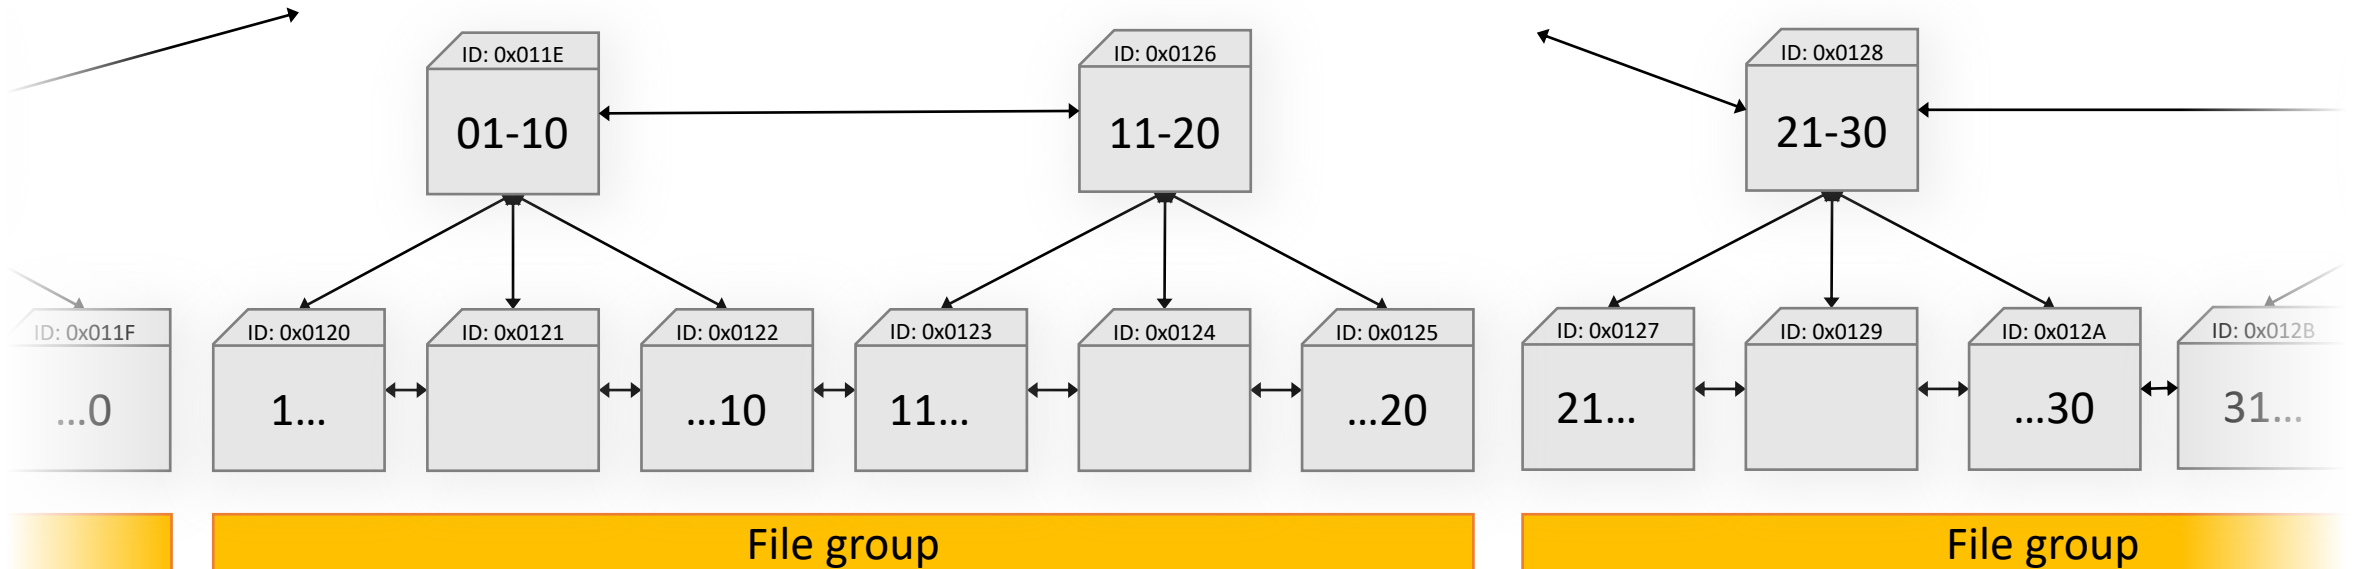 ID: 0x011E
01-10
ID: 0x0126
11-20
ID: 0x0128
21-30
ID: 0x011F
...0
ID: 0x0120
1...
ID: 0x0121
ID: 0x0122
...10
ID: 0x0123
11...
ID: 0x0124
ID: 0x0125
...20
ID: 0x0127
21...
ID: 0x0129
ID: 0x012A
...30
ID: 0x012B
31...
File group
File group